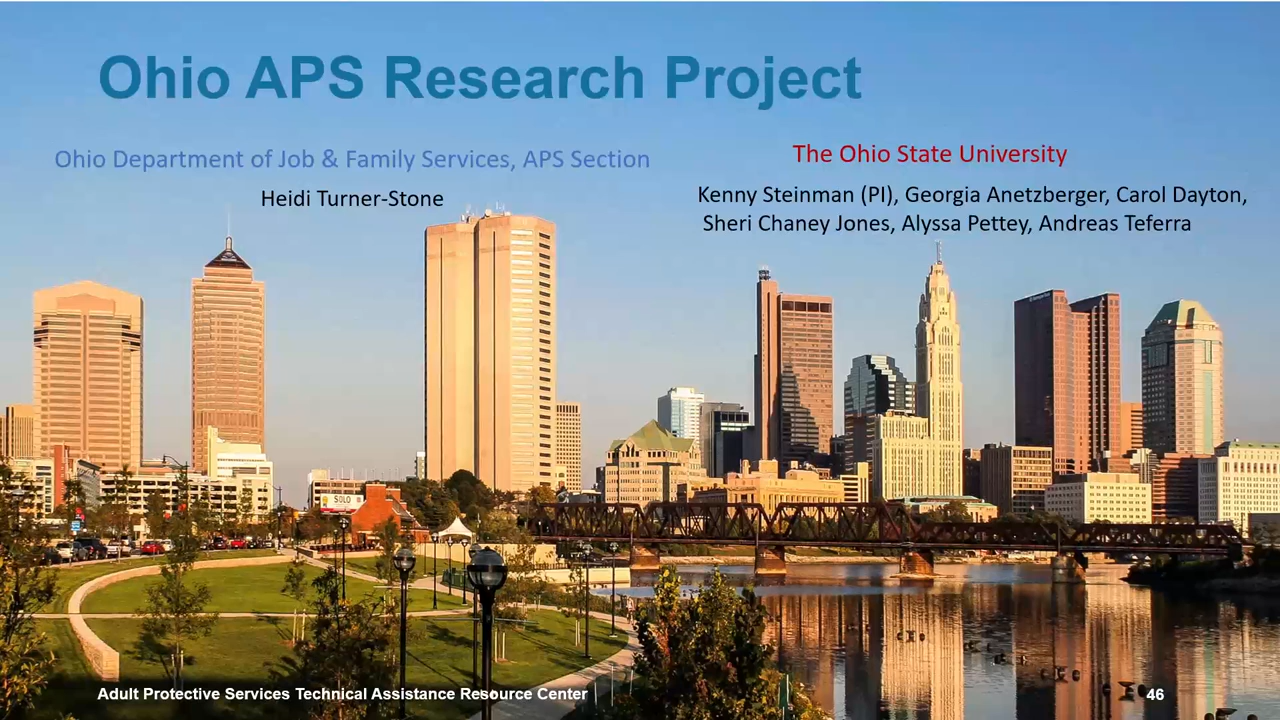 Ohio APS Research Project
Ohio Department of Job & Family Services, APS Section
Heidi Turner-Stone
The Ohio State University
Kenny Steinman (PI), Georgia Anetzberger, Carol Dayton,
Sheri Chaney Jones, Alyssa Pettey, Andreas Teferra
SOLO
Adult Protective Services Technical Assistance Resource Center
46